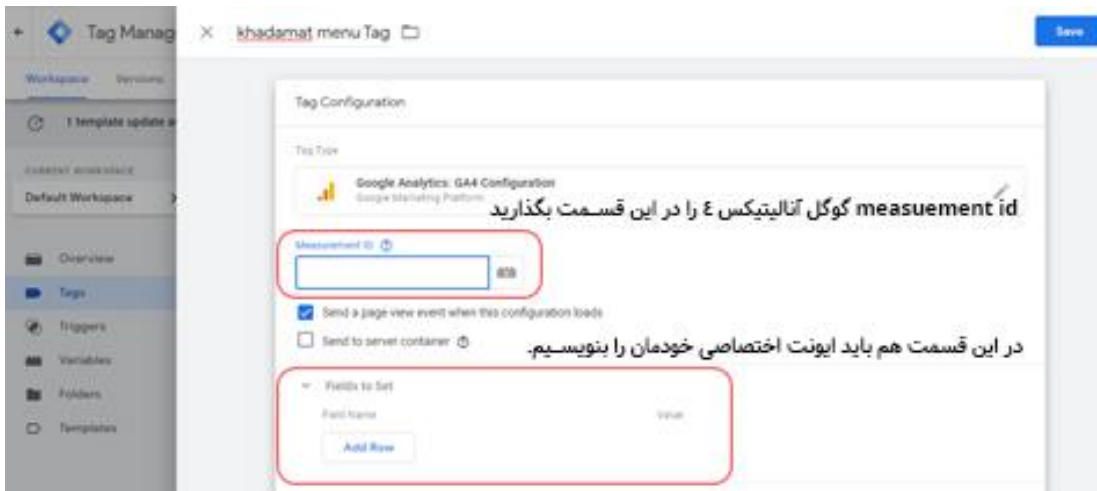 Tag Manag
khadamat menu Tag
Save
Workspace Versions
1 template update a
CURRENT WORKSPACE
Default Workspace
Overview
Tags
Triggers
Variables
Folders
Templates
Tag Configuration
Tag Type
Google Analytics: GA4 Configuration
Google Marketing Platform
measuement id گوگل آنالیتیکس ٤ را در این قسـمت بگذارید
Measurement ID
Send a page view event when this configuration loads
Send to server container
در این قسمت هم باید ایونت اختصاصی خودمان را بنویسـیم.
Fields to Set
Field Name Value
Add Row